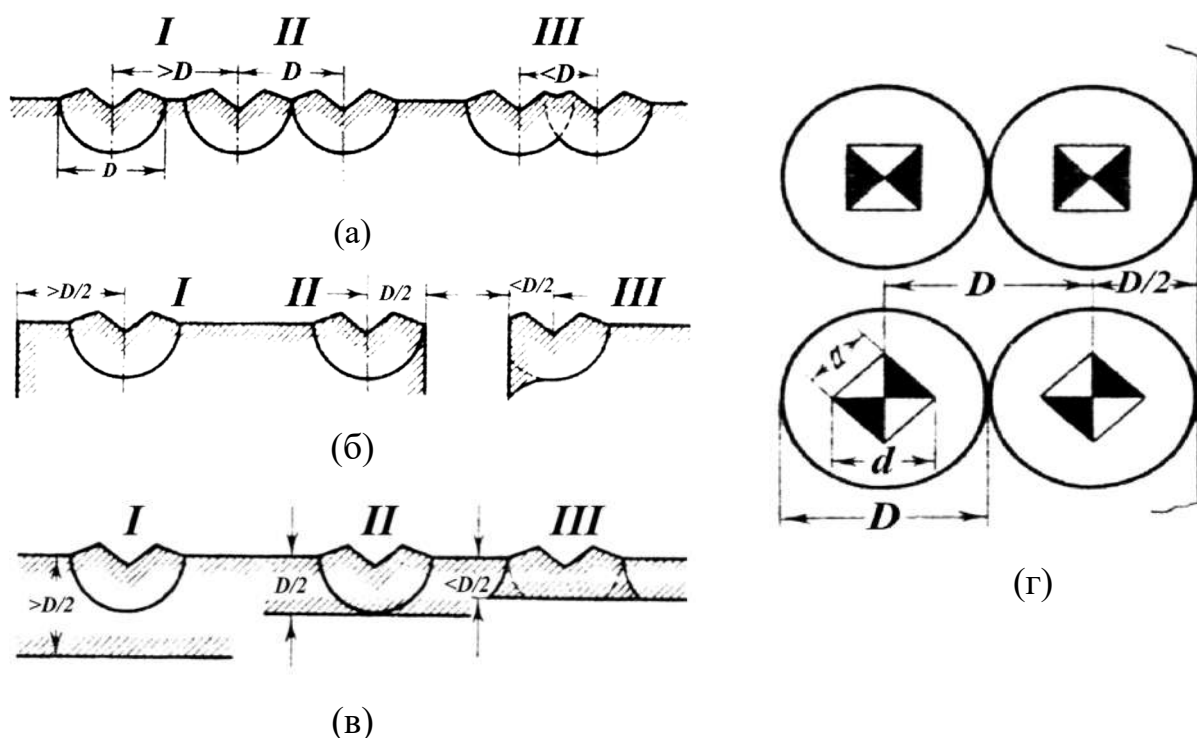 I II III
>D D <D
D
(а)
>D/2 I II D/2 <D/2 III
(б)
I II III
>D/2 D/2 <D/2
(в)
D D/2
a
d
D
(г)